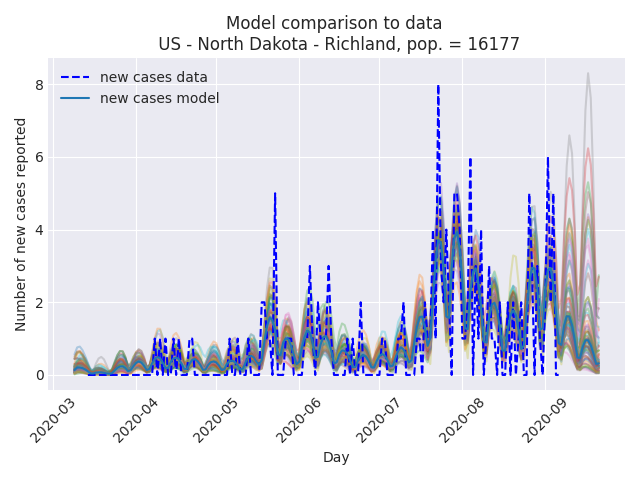 Model comparison to data
US - North Dakota - Richland, pop. = 16177
new cases data
new cases model
Number of new cases reported
8
6
4
2
0
2020-03
2020-04
2020-05
2020-06
2020-07
2020-08
2020-09
Day